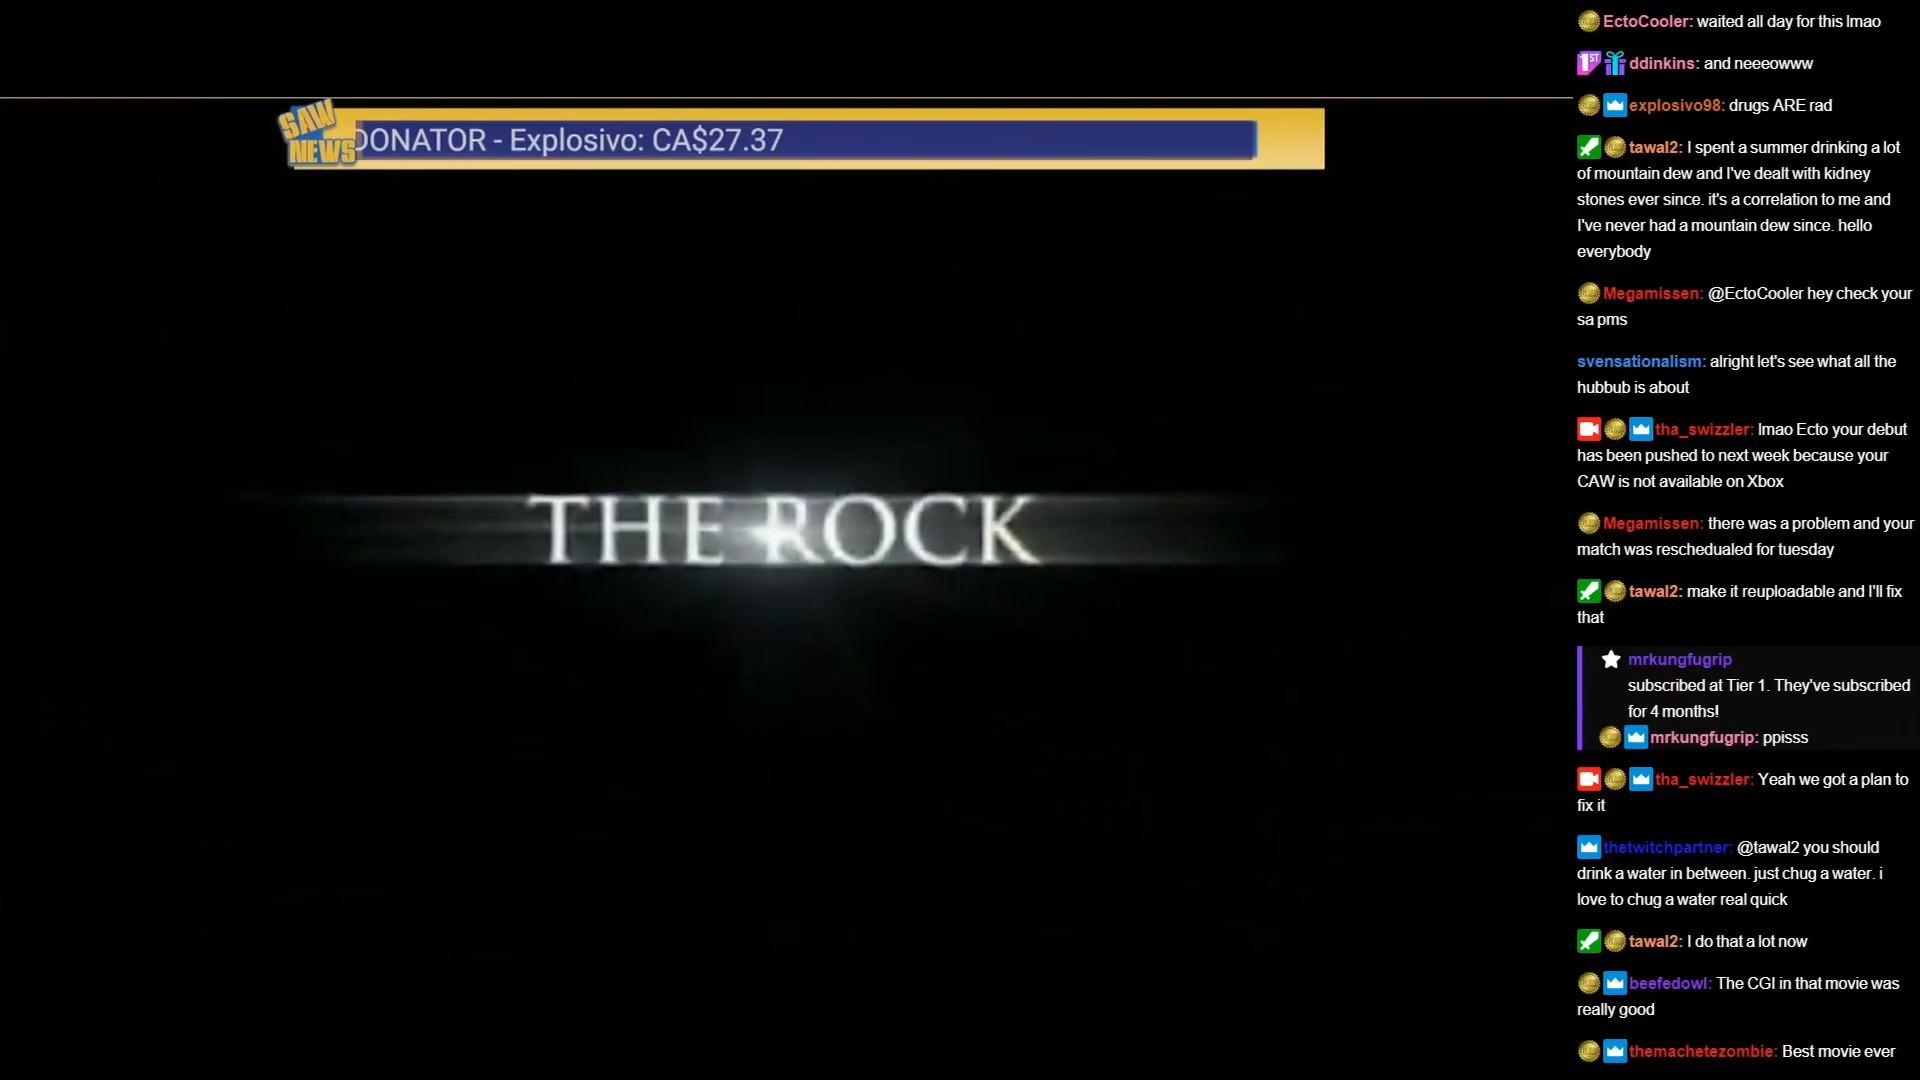 SAW
NEWS
DONATOR - Explosivo: CA$27.37
THE ROCK
EctoCooler: waited all day for this lmao
1ST ddinkins: and neeeowww
explosivo98: drugs ARE rad
tawal2: I spent a summer drinking a lot
of mountain dew and I've dealt with kidney
stones ever since. it's a correlation to me and
I've never had a mountain dew since. hello
everybody
Megamissen: @EctoCooler hey check your
sa pms
svensationalism: alright let's see what all the
hubbub is about
tha_swizzler: lmao Ecto your debut
has been pushed to next week because your
CAW is not available on Xbox
Megamissen: there was a problem and your
match was reschedualed for tuesday
tawal2: make it reuploadable and I'll fix
that
mrkungfugrip
subscribed at Tier 1. They've subscribed
for 4 months!
mrkungfugrip: ppisss
tha_swizzler: Yeah we got a plan to
fix it
thetwitchpartner: @tawal2 you should
drink a water in between. just chug a water. i
love to chug a water real quick
tawal2: I do that a lot now
beefedowl: The CGI in that movie was
really good
themachetezombie: Best movie ever